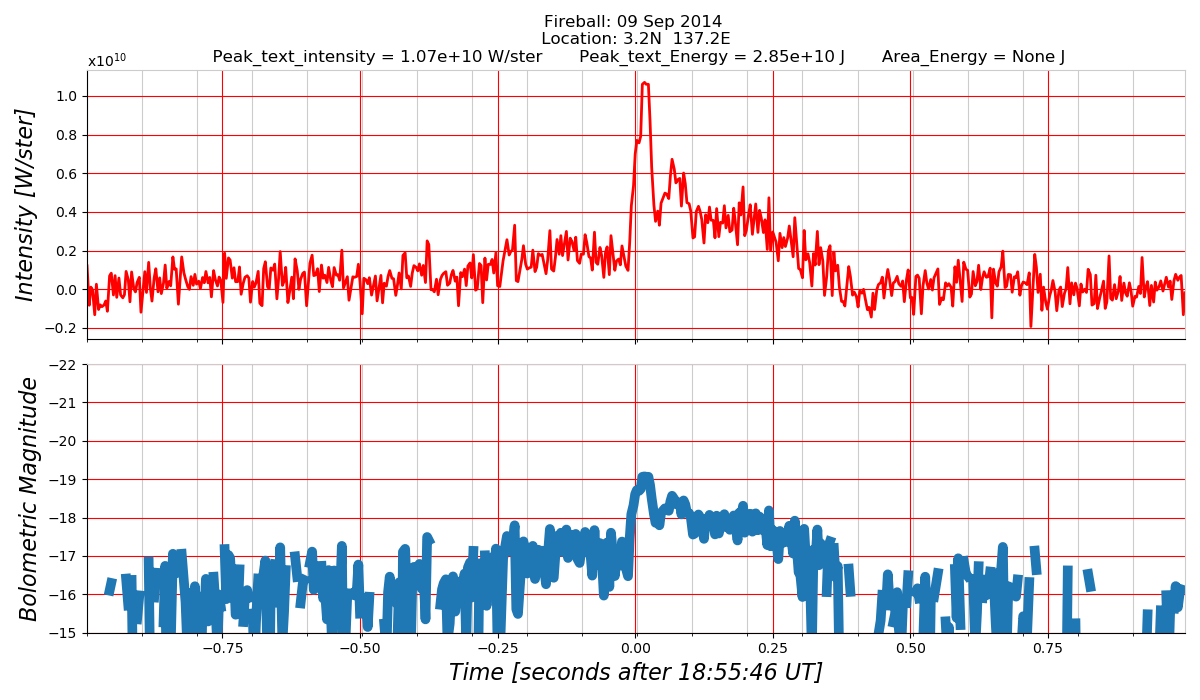 Fireball: 09 Sep 2014
Location: 3.2N  137.2E
Peak_text_intensity = 1.07e+10 W/ster       Peak_text_Energy = 2.85e+10 J       Area_Energy = None J
x10¹⁰
Intensity [W/ster]
1.0
0.8
0.6
0.4
0.2
0.0
−0.2
Bolometric Magnitude
−22
−21
−20
−19
−18
−17
−16
−15
−0.75 −0.50 −0.25 0.00 0.25 0.50 0.75
Time [seconds after 18:55:46 UT]